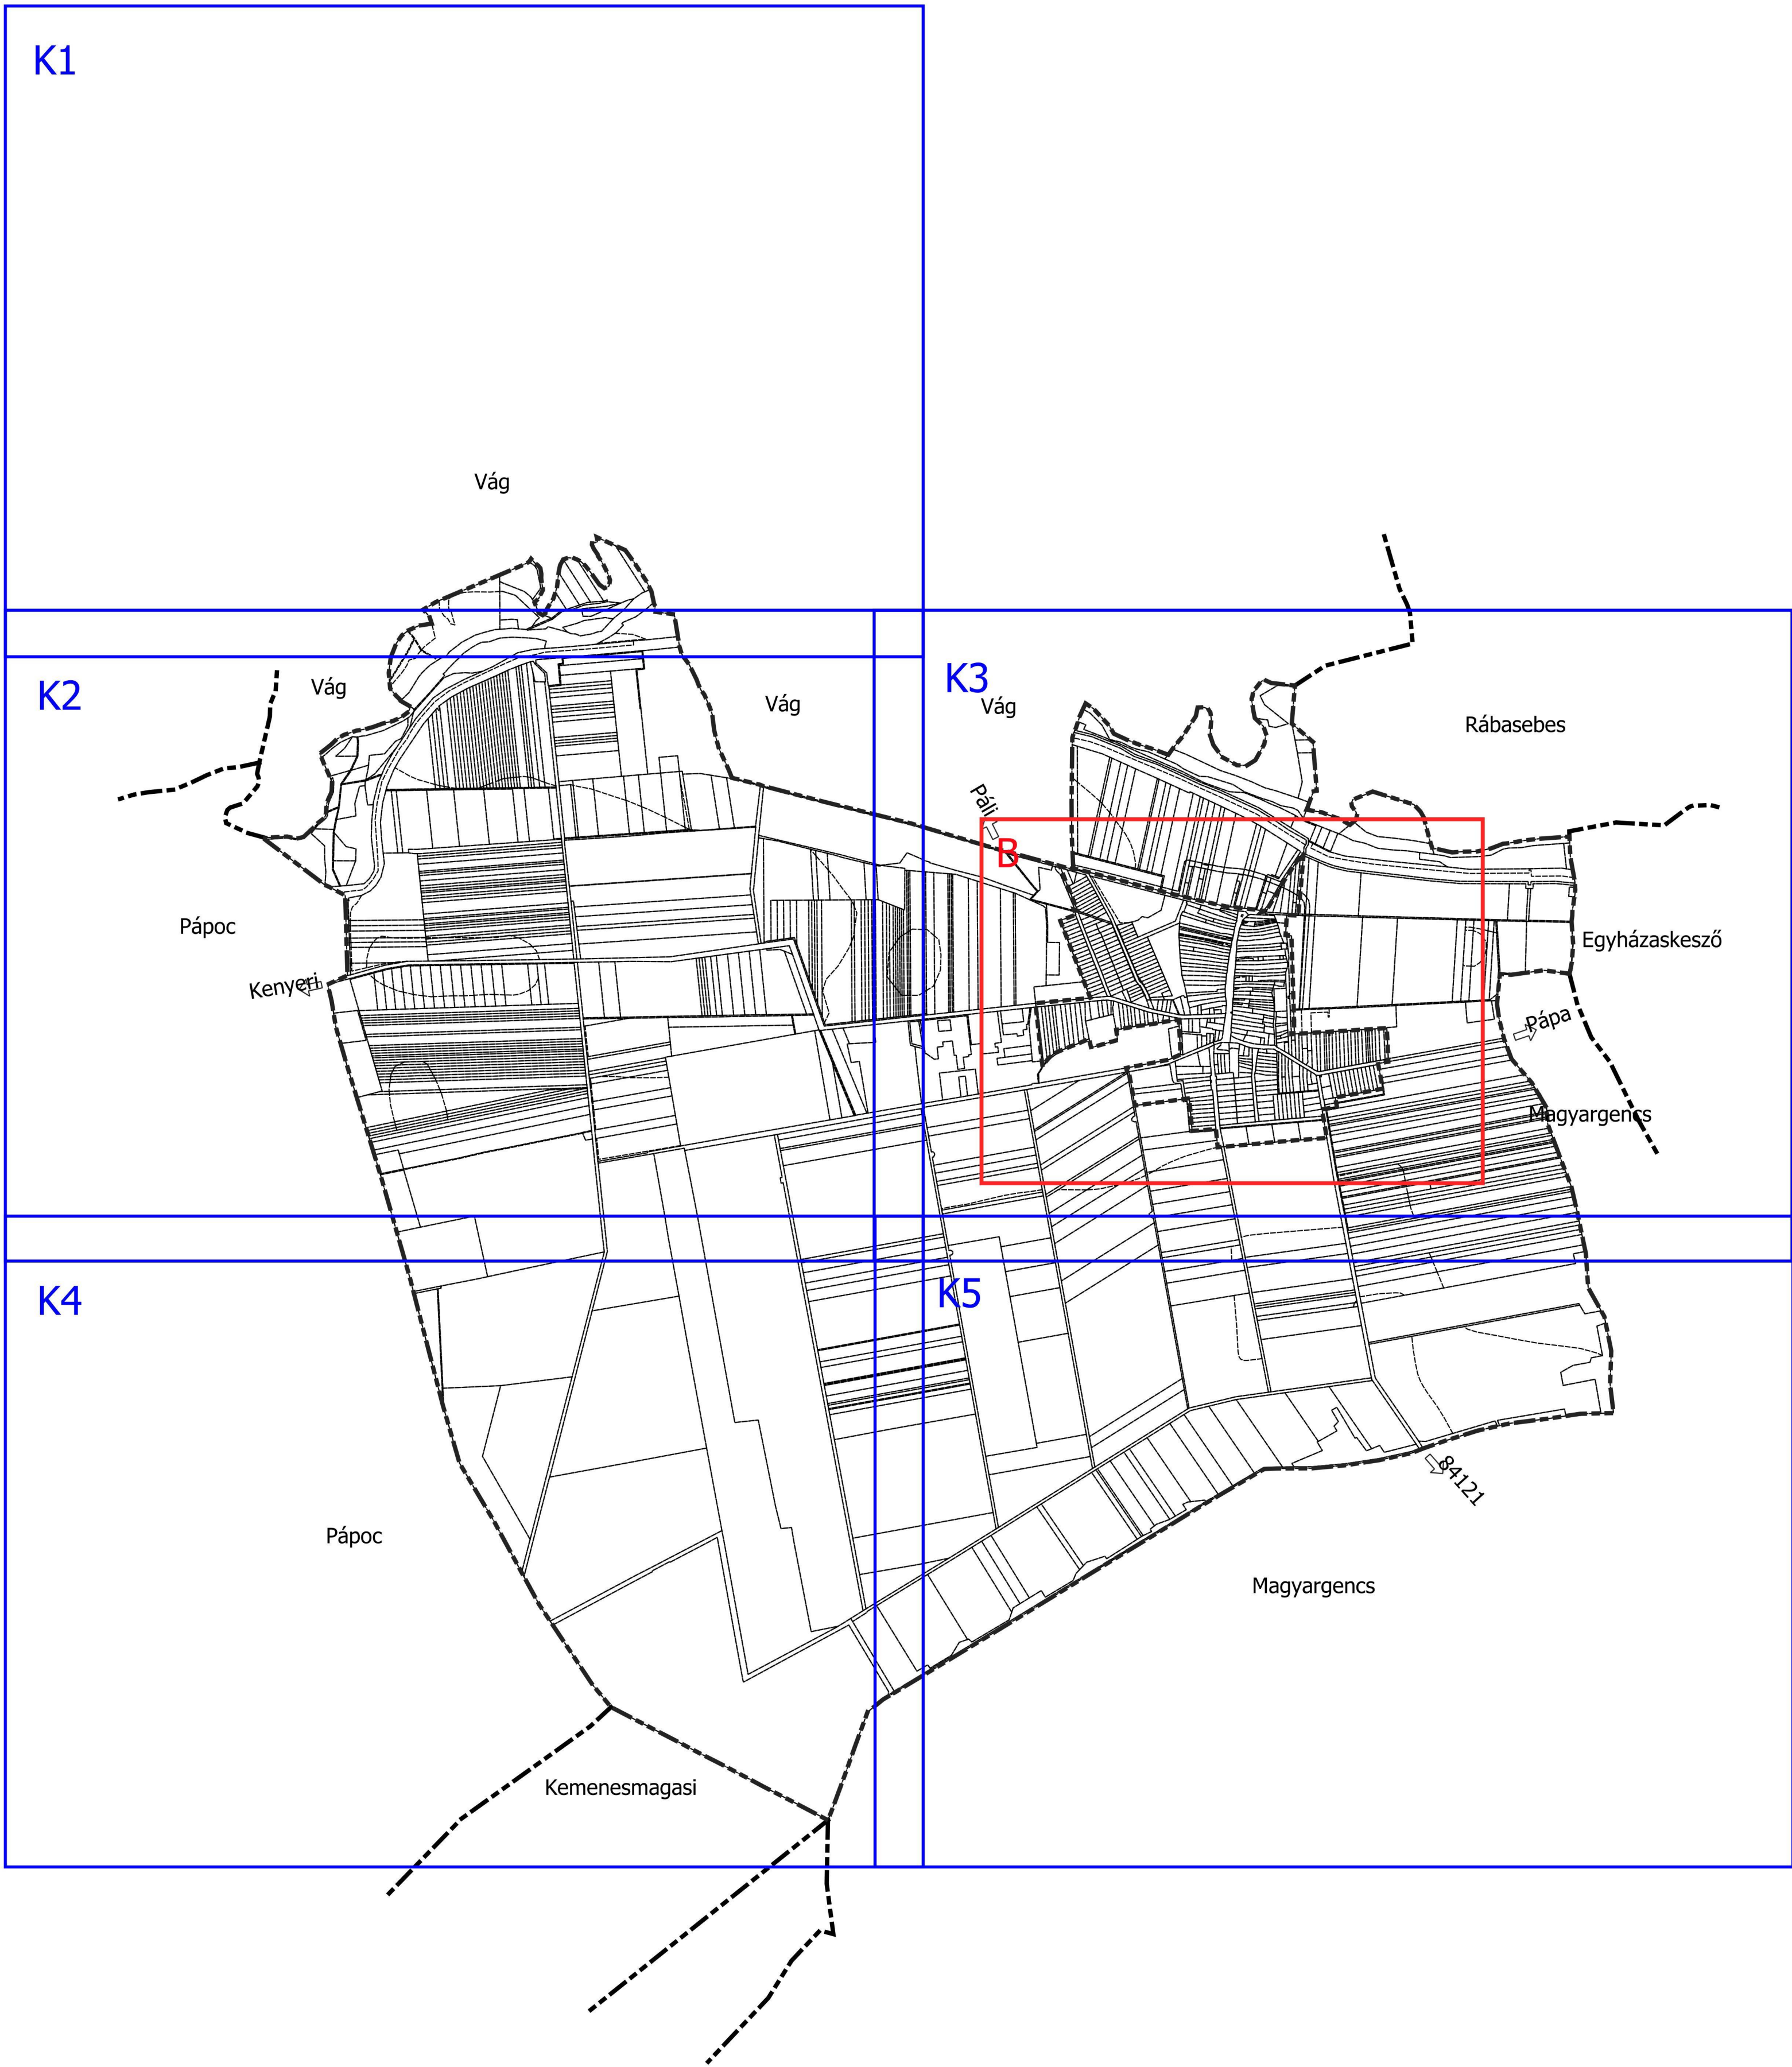 K1
Vág
K2
Vág
Vág
K3
Vág
Rábasebes
Páli
B
Pápoc
Egyházaskesző
Kenyeri
Pápa
Magyargencs
K4
K5
84121
Pápoc
Magyargencs
Kemenesmagasi